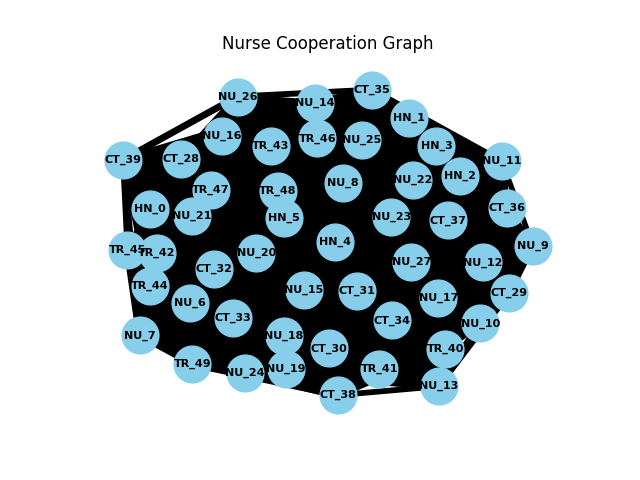 Nurse Cooperation Graph
CT_35
NU_26
NU_14
HN_1
NU_16
TR_46
NU_25
TR_43
HN_3
CT_39
CT_28
NU_11
HN_2
NU_22
NU_8
TR_47
TR_48
HN_0
CT_36
NU_21
NU_23
HN_5
CT_37
HN_4
NU_9
TR_45
TR_42
NU_20
NU_27
NU_12
CT_32
TR_44
NU_15
CT_31
CT_29
NU_17
NU_6
CT_33
CT_34
NU_10
NU_7
NU_18
CT_30
TR_40
TR_49
NU_19
TR_41
NU_24
NU_13
CT_38